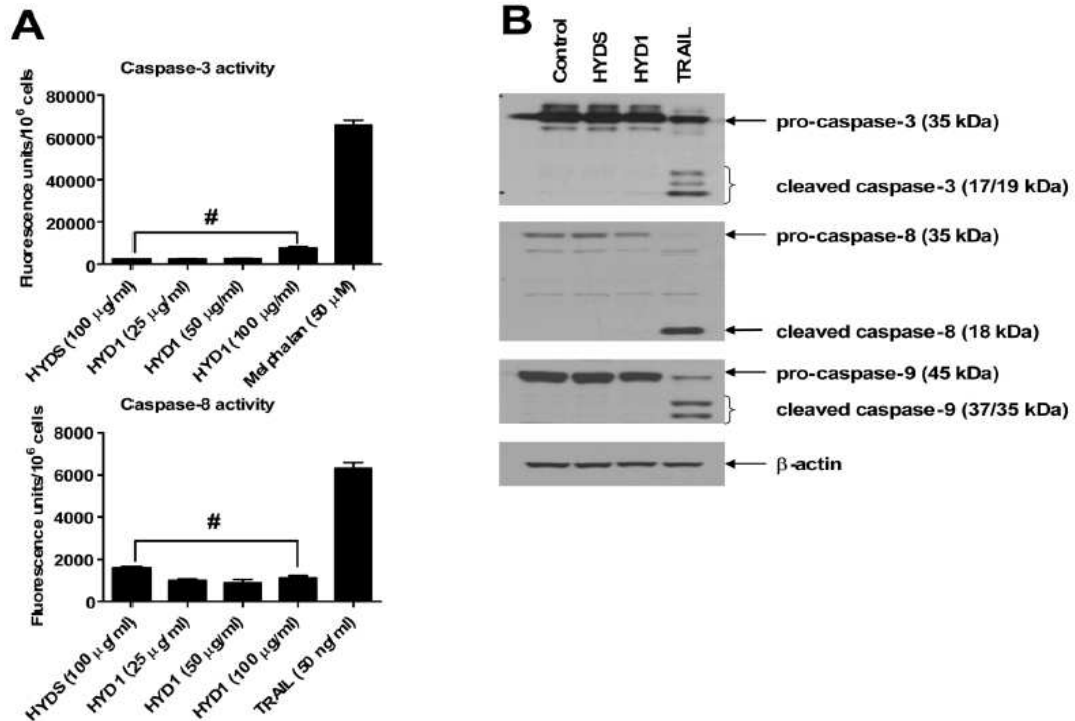 A
Caspase-3 activity
Fluorescence units/10⁶ cells
80000
60000
40000
20000
0
#
HYDS (100 μg/ml)
HYD1 (25 μg/ml)
HYD1 (50 μg/ml)
HYD1 (100 μg/ml)
Melphalan (50 μM)
Caspase-8 activity
Fluorescence units/10⁶ cells
8000
6000
4000
2000
0
#
HYDS (100 μg/ml)
HYD1 (25 μg/ml)
HYD1 (50 μg/ml)
HYD1 (100 μg/ml)
TRAIL (50 ng/ml)
B
Control
HYDS
HYD1
TRAIL
pro-caspase-3 (35 kDa)
cleaved caspase-3 (17/19 kDa)
pro-caspase-8 (35 kDa)
cleaved caspase-8 (18 kDa)
pro-caspase-9 (45 kDa)
cleaved caspase-9 (37/35 kDa)
β-actin